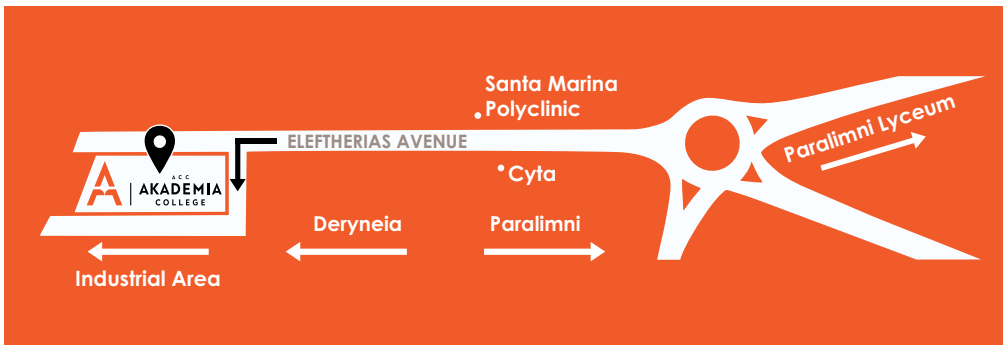 Santa Marina
Polyclinic
Paralimni Lyceum
ELEFTHERIAS AVENUE
Cyta
ACC
AKADEMIA
COLLEGE
Deryneia
Paralimni
Industrial Area